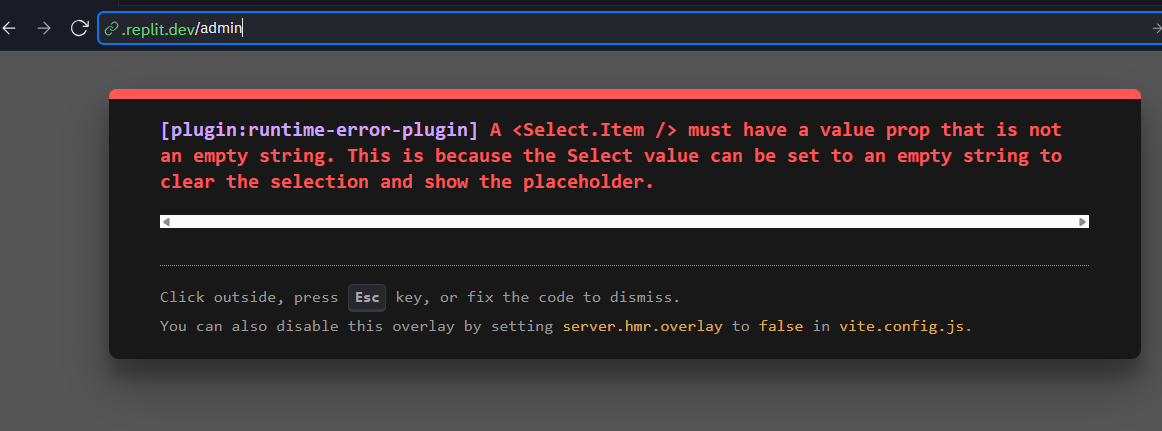 .replit.dev/admin
[plugin:runtime-error-plugin] A <Select.Item /> must have a value prop that is not
an empty string. This is because the Select value can be set to an empty string to
clear the selection and show the placeholder.
Click outside, press Esc key, or fix the code to dismiss.
You can also disable this overlay by setting server.hmr.overlay to false in vite.config.js.